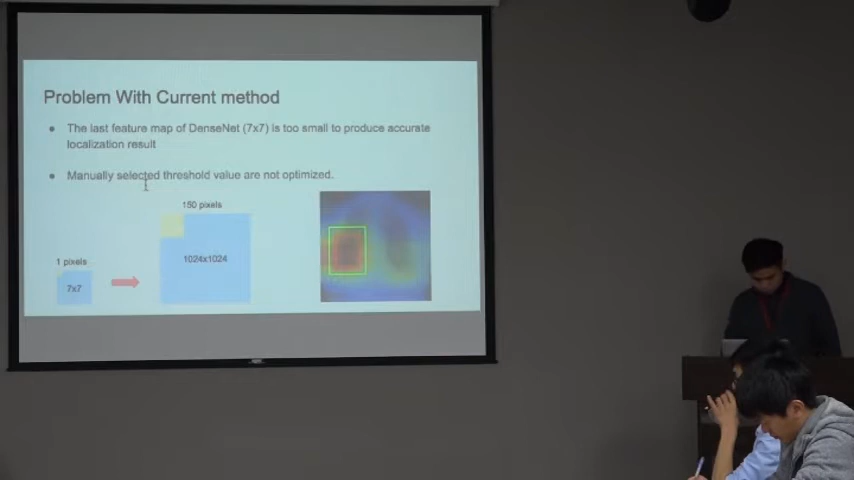 Problem With Current method
The last feature map of DenseNet (7x7) is too small to produce accurate
localization result
Manually selected threshold value are not optimized.
150 pixels
1 pixels
1024x1024
7x7